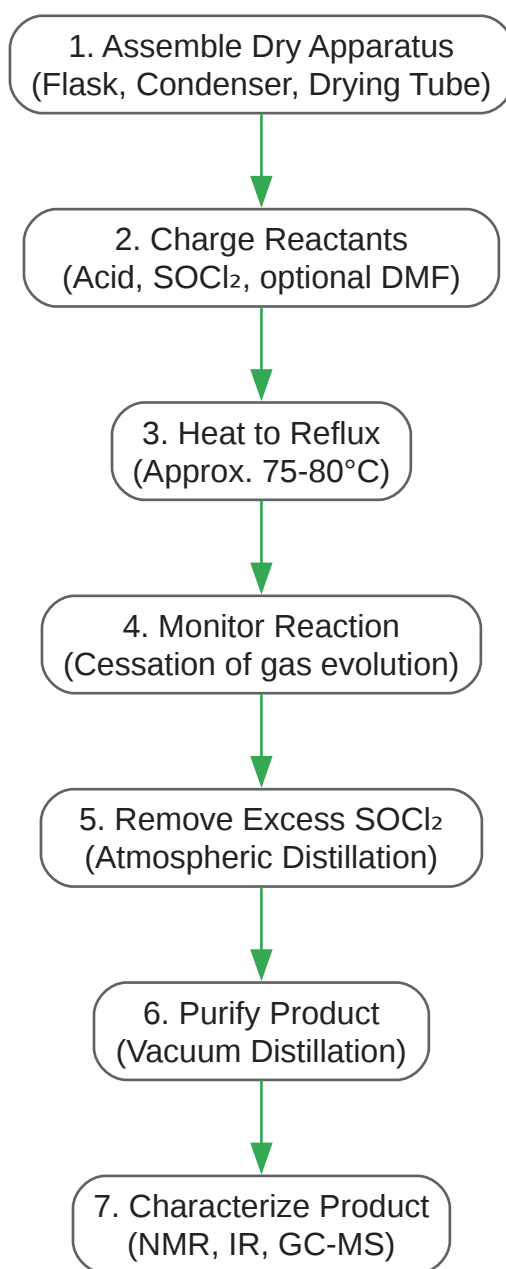 1. Assemble Dry Apparatus
(Flask, Condenser, Drying Tube)
2. Charge Reactants
(Acid, SOCl₂, optional DMF)
3. Heat to Reflux
(Approx. 75-80°C)
4. Monitor Reaction
(Cessation of gas evolution)
5. Remove Excess SOCl₂
(Atmospheric Distillation)
6. Purify Product
(Vacuum Distillation)
7. Characterize Product
(NMR, IR, GC-MS)